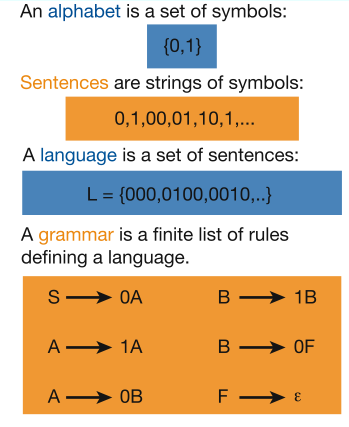 An alphabet is a set of symbols:
{0,1}
Sentences are strings of symbols:
0,1,00,01,10,1,...
A language is a set of sentences:
L = {000,0100,0010,..}
A grammar is a finite list of rules
defining a language.
S → 0A B → 1B
A → 1A B → 0F
A → 0B F → ε